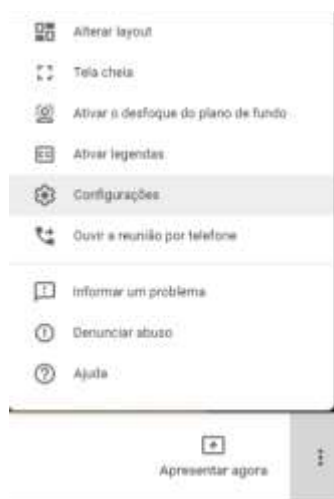 Alterar layout
Tela cheia
Ativar o desfoque do plano de fundo
Ativar legendas
Configurações
Ouvir a reunião por telefone
Informar um problema
Denunciar abuso
Ajuda
Apresentar agora